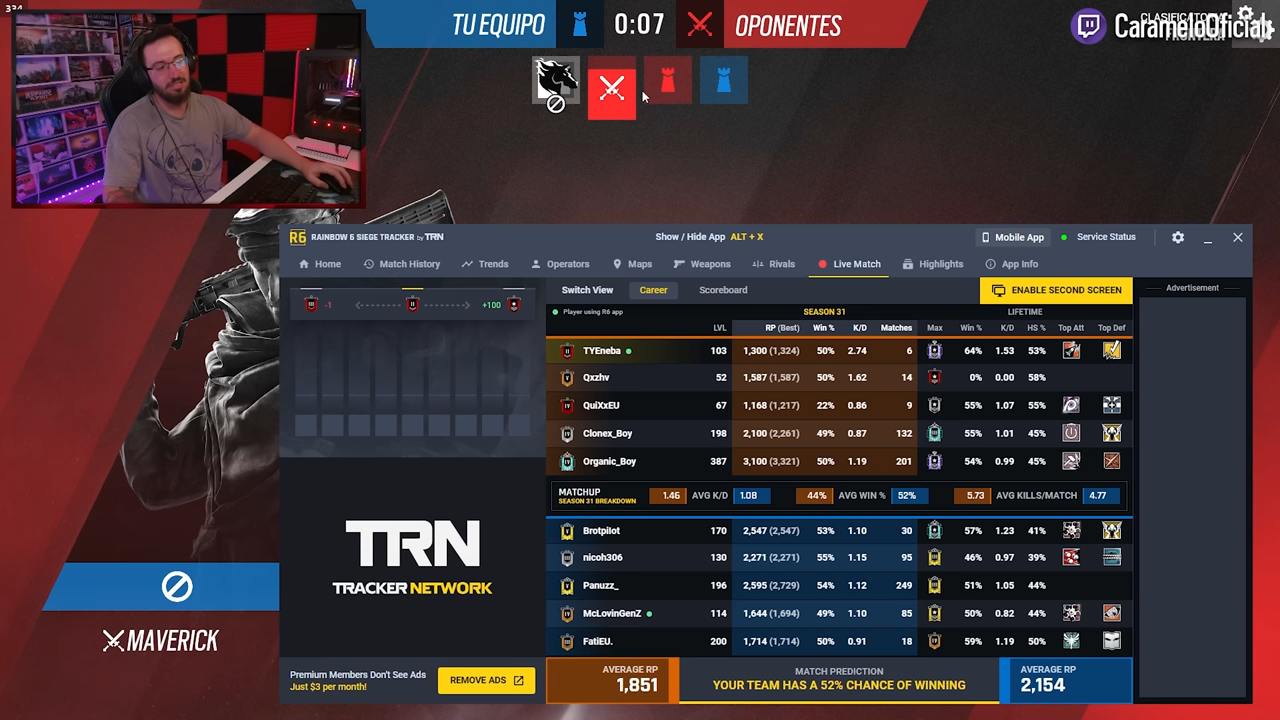 334
TU EQUIPO
0:07
OPONENTES
CarameloOficial
R6 RAINBOW 6 SIEGE TRACKER by TRN
Show / Hide App ALT + X
Mobile App
Service Status
Home
Match History
Trends
Operators
Maps
Weapons
Rivals
Live Match
Highlights
App Info
III -1
II
+100
Switch View
Career
Scoreboard
ENABLE SECOND SCREEN
Advertisement
Player using R6 app
SEASON 31
LIFETIME
LVL RP (Best) Win % K/D Matches Max Win % K/D HS % Top Att Top Def
TYEneba 103 1,300 (1,324) 50% 2.74 6 64% 1.53 53%
Qxzhv 52 1,587 (1,587) 50% 1.62 14 0% 0.00 58%
QuiXxEU 67 1,168 (1,217) 22% 0.86 9 55% 1.07 55%
Clonex_Boy 198 2,100 (2,261) 49% 0.87 132 55% 1.01 45%
Organic_Boy 387 3,100 (3,321) 50% 1.19 201 54% 0.99 45%
MATCHUP
SEASON 31 BREAKDOWN
1.46 AVG K/D 1.08
44% AVG WIN % 52%
5.73 AVG KILLS/MATCH 4.77
Brotpilot 170 2,547 (2,547) 53% 1.10 30 57% 1.23 41%
nicoh306 130 2,271 (2,271) 55% 1.15 95 46% 0.97 39%
Panuzz_ 196 2,595 (2,729) 54% 1.12 249 51% 1.05 44%
McLovinGenZ 114 1,644 (1,694) 49% 1.10 85 50% 0.82 44%
FatiEU. 200 1,714 (1,714) 50% 0.91 18 59% 1.19 50%
TRN
TRACKER NETWORK
MAVERICK
Premium Members Don't See Ads
Just $3 per month!
REMOVE ADS
AVERAGE RP
1,851
MATCH PREDICTION
YOUR TEAM HAS A 52% CHANCE OF WINNING
AVERAGE RP
2,154